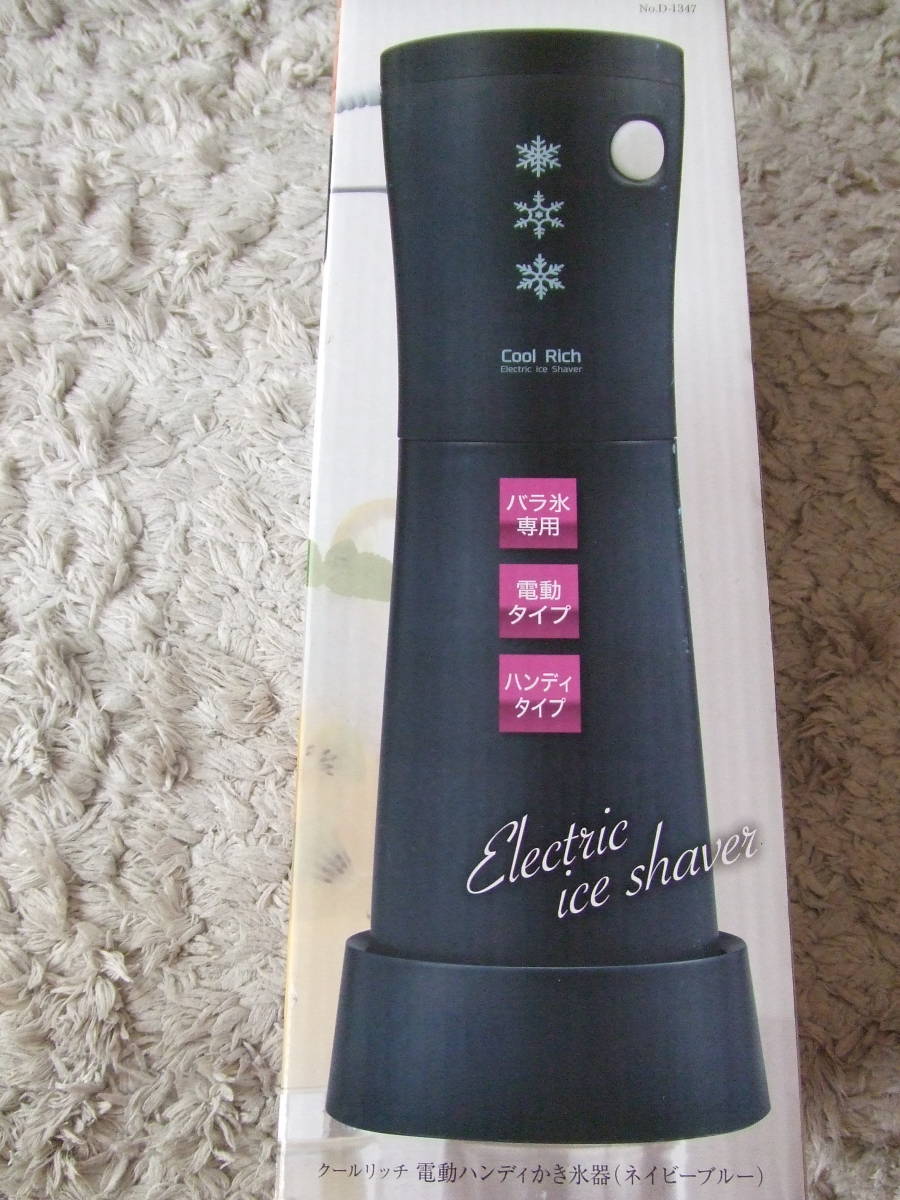 No.D-1347
Cool Rich
Electric Ice Shaver
バラ氷
専用
電動
タイプ
ハンディ
タイプ
Electric
ice shaver
クールリッチ 電動ハンディかき氷器(ネイビーブルー)